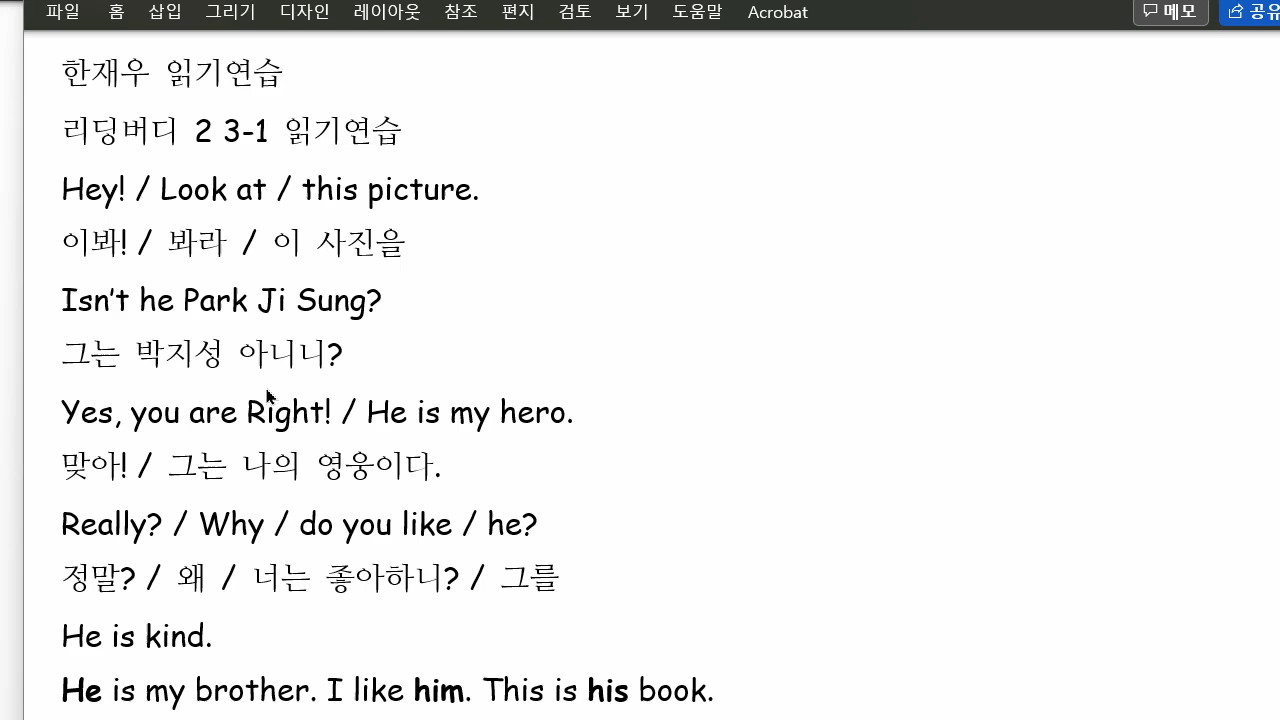 파일 홈 삽입 그리기 디자인 레이아웃 참조 편지 검토 보기 도움말 Acrobat 메모 공유
한재우 읽기연습
리딩버디 2 3-1 읽기연습
Hey! / Look at / this picture.
이봐! / 봐라 / 이 사진을
Isn't he Park Ji Sung?
그는 박지성 아니니?
Yes, you are Right! / He is my hero.
맞아! / 그는 나의 영웅이다.
Really? / Why / do you like / he?
정말? / 왜 / 너는 좋아하니? / 그를
He is kind.
He is my brother. I like him. This is his book.